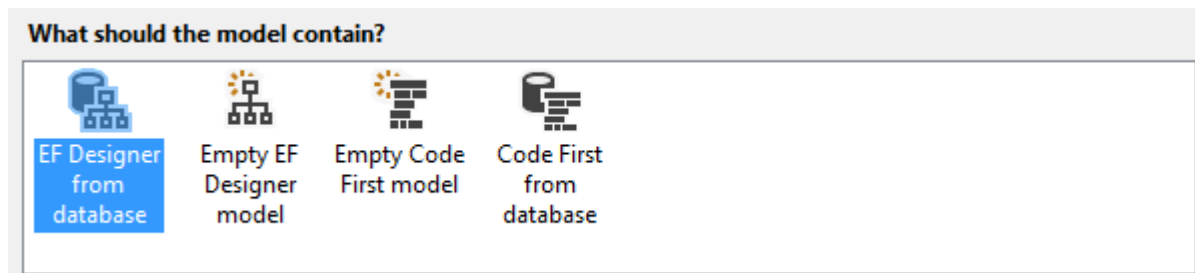 What should the model contain?
EF Designer
from
database
Empty EF
Designer
model
Empty Code
First model
Code First
from
database